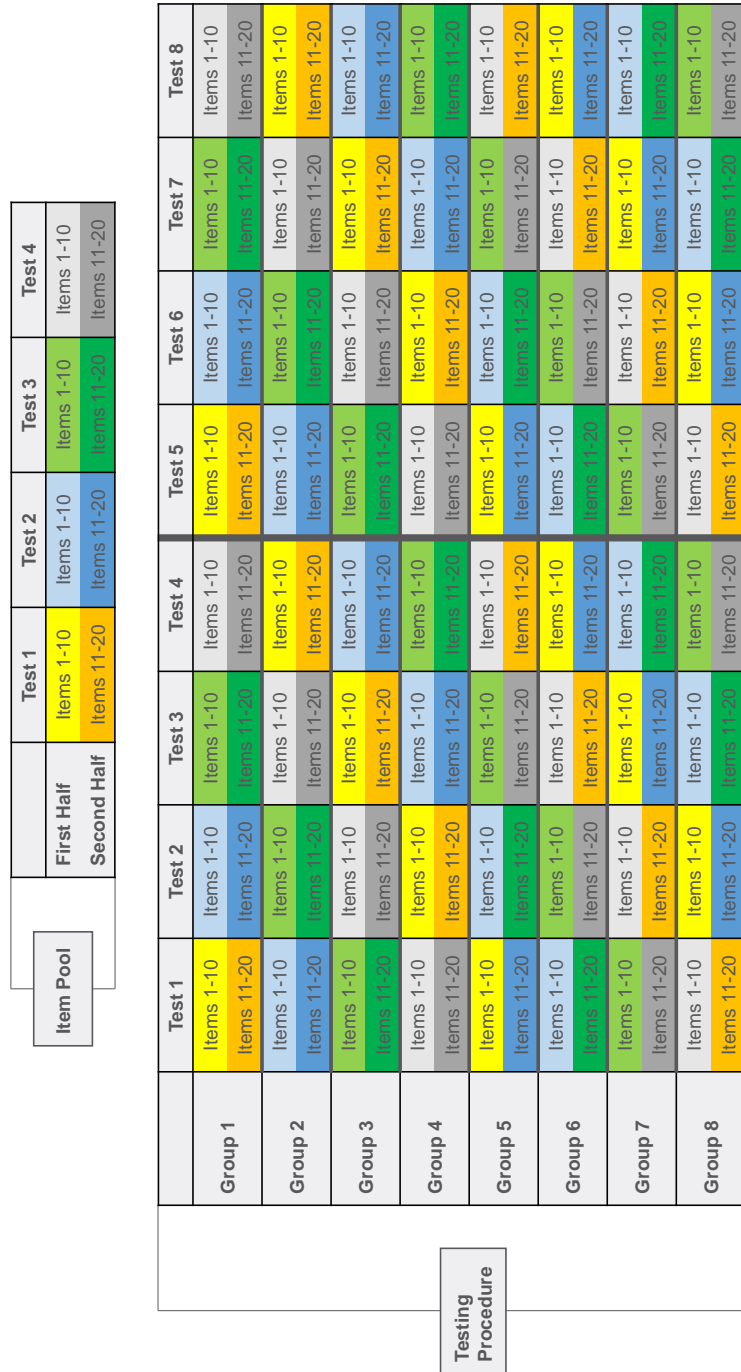 Item Pool
Test 1 Test 2 Test 3 Test 4
First Half Items 1-10 Items 1-10 Items 1-10 Items 1-10
Second Half Items 11-20 Items 11-20 Items 11-20 Items 11-20
Testing
Procedure
Test 1 Test 2 Test 3 Test 4 Test 5 Test 6 Test 7 Test 8
Group 1
Items 1-10 Items 1-10 Items 1-10 Items 1-10 Items 1-10 Items 1-10 Items 1-10 Items 1-10
Items 11-20 Items 11-20 Items 11-20 Items 11-20 Items 11-20 Items 11-20 Items 11-20 Items 11-20
Group 2
Items 1-10 Items 1-10 Items 1-10 Items 1-10 Items 1-10 Items 1-10 Items 1-10 Items 1-10
Items 11-20 Items 11-20 Items 11-20 Items 11-20 Items 11-20 Items 11-20 Items 11-20 Items 11-20
Group 3
Items 1-10 Items 1-10 Items 1-10 Items 1-10 Items 1-10 Items 1-10 Items 1-10 Items 1-10
Items 11-20 Items 11-20 Items 11-20 Items 11-20 Items 11-20 Items 11-20 Items 11-20 Items 11-20
Group 4
Items 1-10 Items 1-10 Items 1-10 Items 1-10 Items 1-10 Items 1-10 Items 1-10 Items 1-10
Items 11-20 Items 11-20 Items 11-20 Items 11-20 Items 11-20 Items 11-20 Items 11-20 Items 11-20
Group 5
Items 1-10 Items 1-10 Items 1-10 Items 1-10 Items 1-10 Items 1-10 Items 1-10 Items 1-10
Items 11-20 Items 11-20 Items 11-20 Items 11-20 Items 11-20 Items 11-20 Items 11-20 Items 11-20
Group 6
Items 1-10 Items 1-10 Items 1-10 Items 1-10 Items 1-10 Items 1-10 Items 1-10 Items 1-10
Items 11-20 Items 11-20 Items 11-20 Items 11-20 Items 11-20 Items 11-20 Items 11-20 Items 11-20
Group 7
Items 1-10 Items 1-10 Items 1-10 Items 1-10 Items 1-10 Items 1-10 Items 1-10 Items 1-10
Items 11-20 Items 11-20 Items 11-20 Items 11-20 Items 11-20 Items 11-20 Items 11-20 Items 11-20
Group 8
Items 1-10 Items 1-10 Items 1-10 Items 1-10 Items 1-10 Items 1-10 Items 1-10 Items 1-10
Items 11-20 Items 11-20 Items 11-20 Items 11-20 Items 11-20 Items 11-20 Items 11-20 Items 11-20